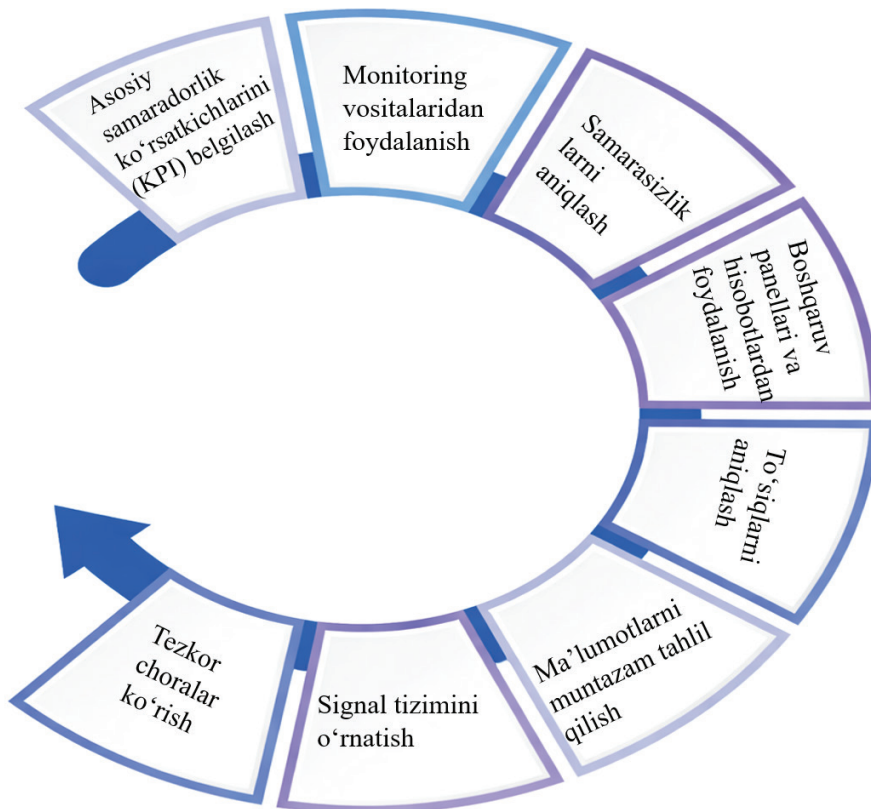 Asosiy
samaradorlik
ko‘rsatkichlarini
(KPI) belgilash
Monitoring
vositalaridan
foydalanish
Samarasizlik
larni
aniqlash
Boshqaruv
panellari va
hisobotlardan
foydalanish
To‘siqlarni
aniqlash
Ma’lumotlarni
muntazam tahlil
qilish
Signal tizimini
o‘rnatish
Tezkor
choralar
ko‘rish